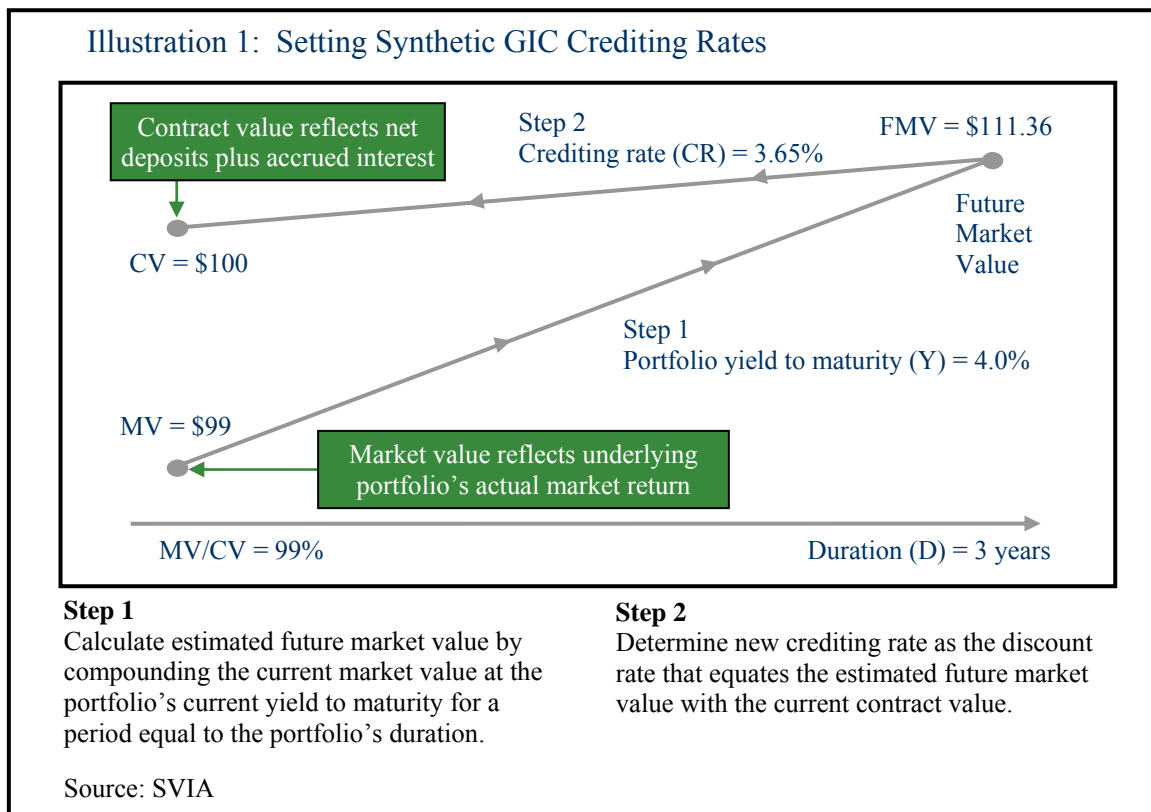 Illustration 1:  Setting Synthetic GIC Crediting Rates
Contract value reflects net
deposits plus accrued interest
Step 2
Crediting rate (CR) = 3.65%
FMV = $111.36
Future
Market
Value
CV = $100
Step 1
Portfolio yield to maturity (Y) = 4.0%
MV = $99
Market value reflects underlying
portfolio’s actual market return
MV/CV = 99%
Duration (D) = 3 years
Step 1
Calculate estimated future market value by
compounding the current market value at the
portfolio’s current yield to maturity for a
period equal to the portfolio’s duration.
Step 2
Determine new crediting rate as the discount
rate that equates the estimated future market
value with the current contract value.
Source: SVIA